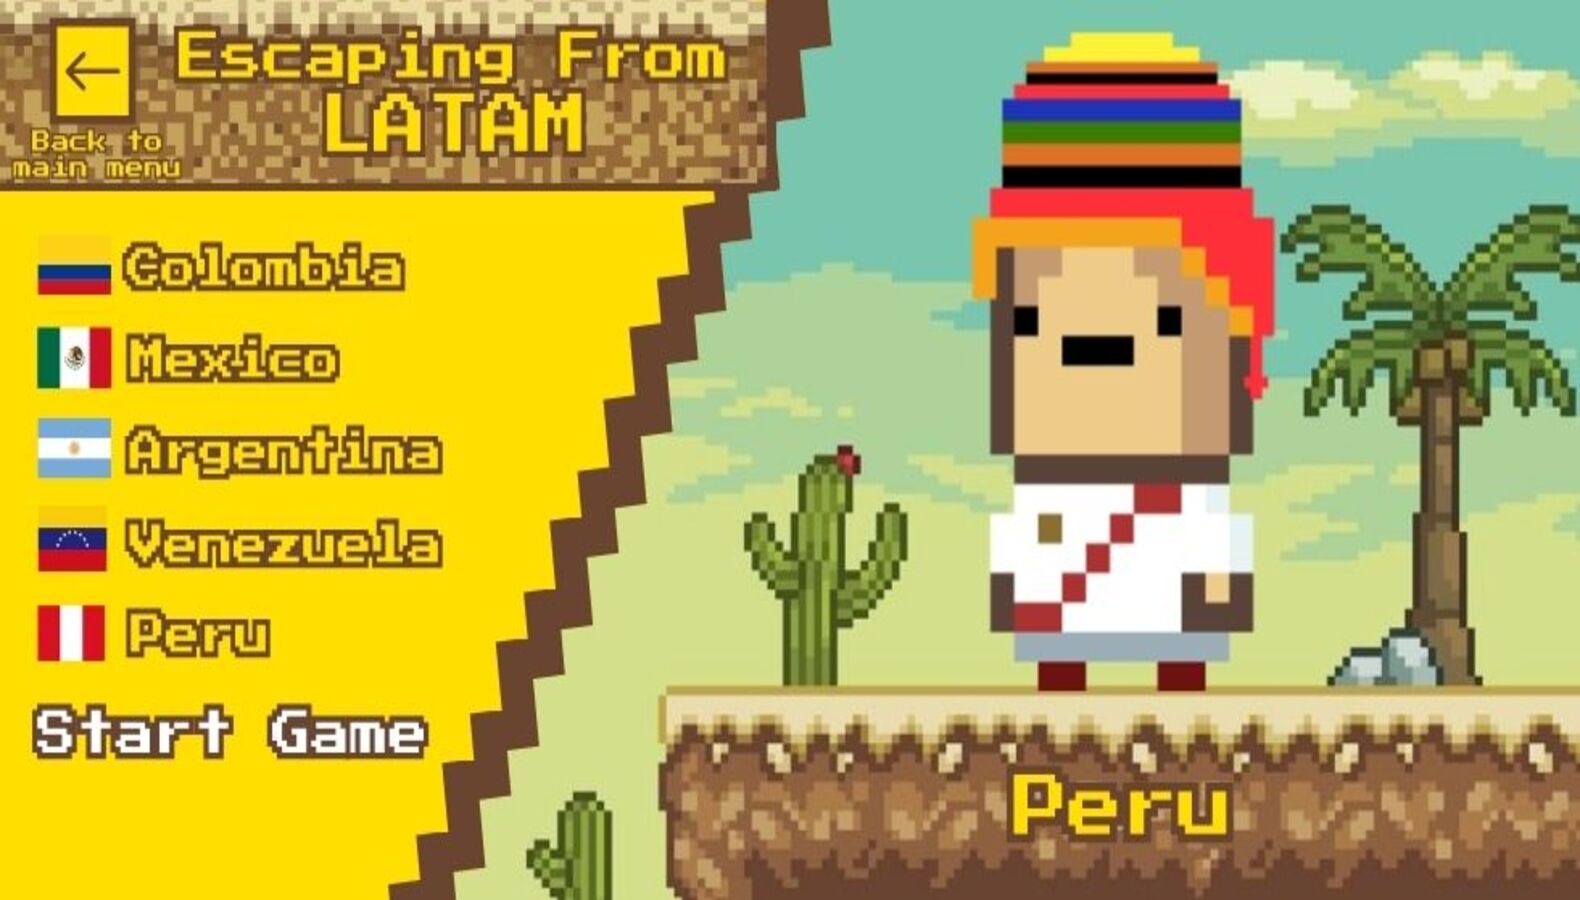 Escaping From
LATAM
Back to
main menu
Colombia
Mexico
Argentina
Venezuela
Peru
Start Game
Peru